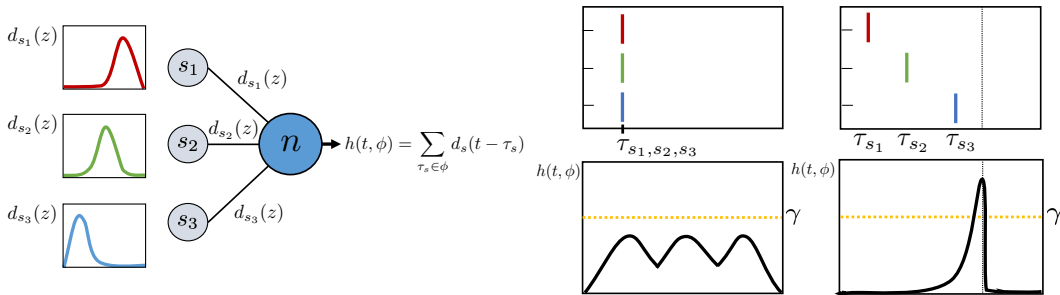 d_{s_1}(z)
d_{s_2}(z)
d_{s_3}(z)
s_1
s_2
s_3
d_{s_1}(z)
d_{s_2}(z)
d_{s_3}(z)
n
h(t, ϕ) = \sum_{τ_s ∈ ϕ} d_s(t − τ_s)
τ_{s_1,s_2,s_3}
τ_{s_1} τ_{s_2} τ_{s_3}
h(t, ϕ)
γ
h(t, ϕ)
γ